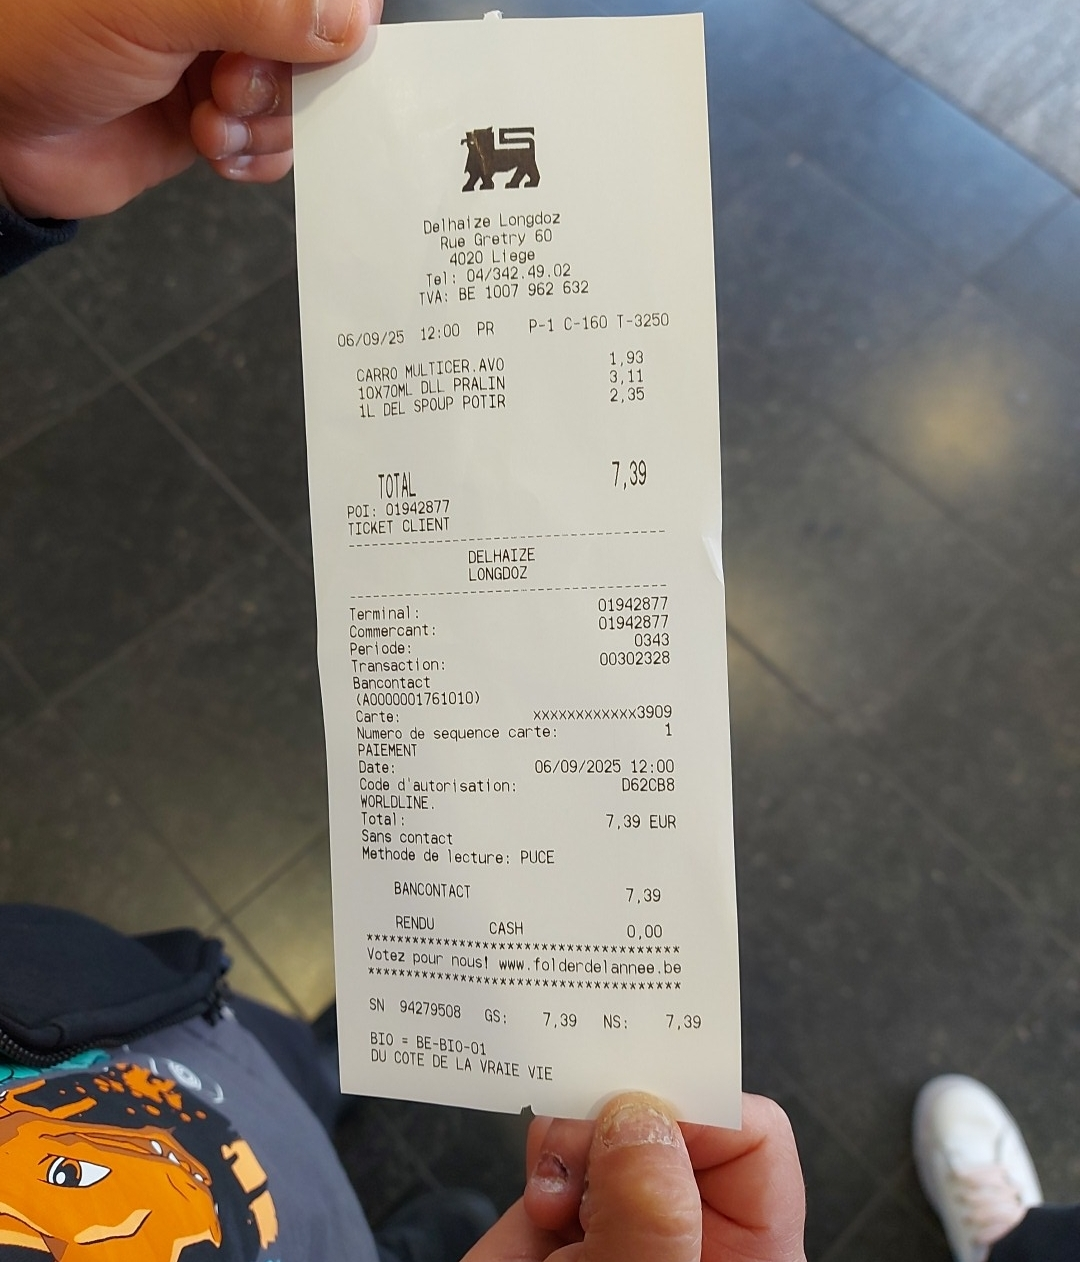 Delhaize Longdoz
Rue Gretry 60
4020 Liege
Tel: 04/342.49.02
TVA: BE 1007 962 632
06/09/25 12:00 PR P-1 C-160 T-3250
CARRO MULTICER.AVO 1,93
10X70ML DLL PRALIN 3,11
1L DEL SPOUP POTIR 2,35
TOTAL 7,39
POI: 01942877
TICKET CLIENT
DELHAIZE
LONGDOZ
Terminal: 01942877
Commercant: 01942877
Periode: 0343
Transaction: 00302328
Bancontact
(A0000001761010)
Carte: xxxxxxxxxxxx3909
Numero de sequence carte: 1
PAIEMENT
Date: 06/09/2025 12:00
Code d'autorisation: D62CB8
WORLDLINE.
Total: 7,39 EUR
Sans contact
Methode de lecture: PUCE
BANCONTACT 7,39
RENDU CASH 0,00
***********************************
Votez pour nous! www.folderdelannee.be
***********************************
SN 94279508 GS: 7,39 NS: 7,39
BIO = BE-BIO-01
DU COTE DE LA VRAIE VIE